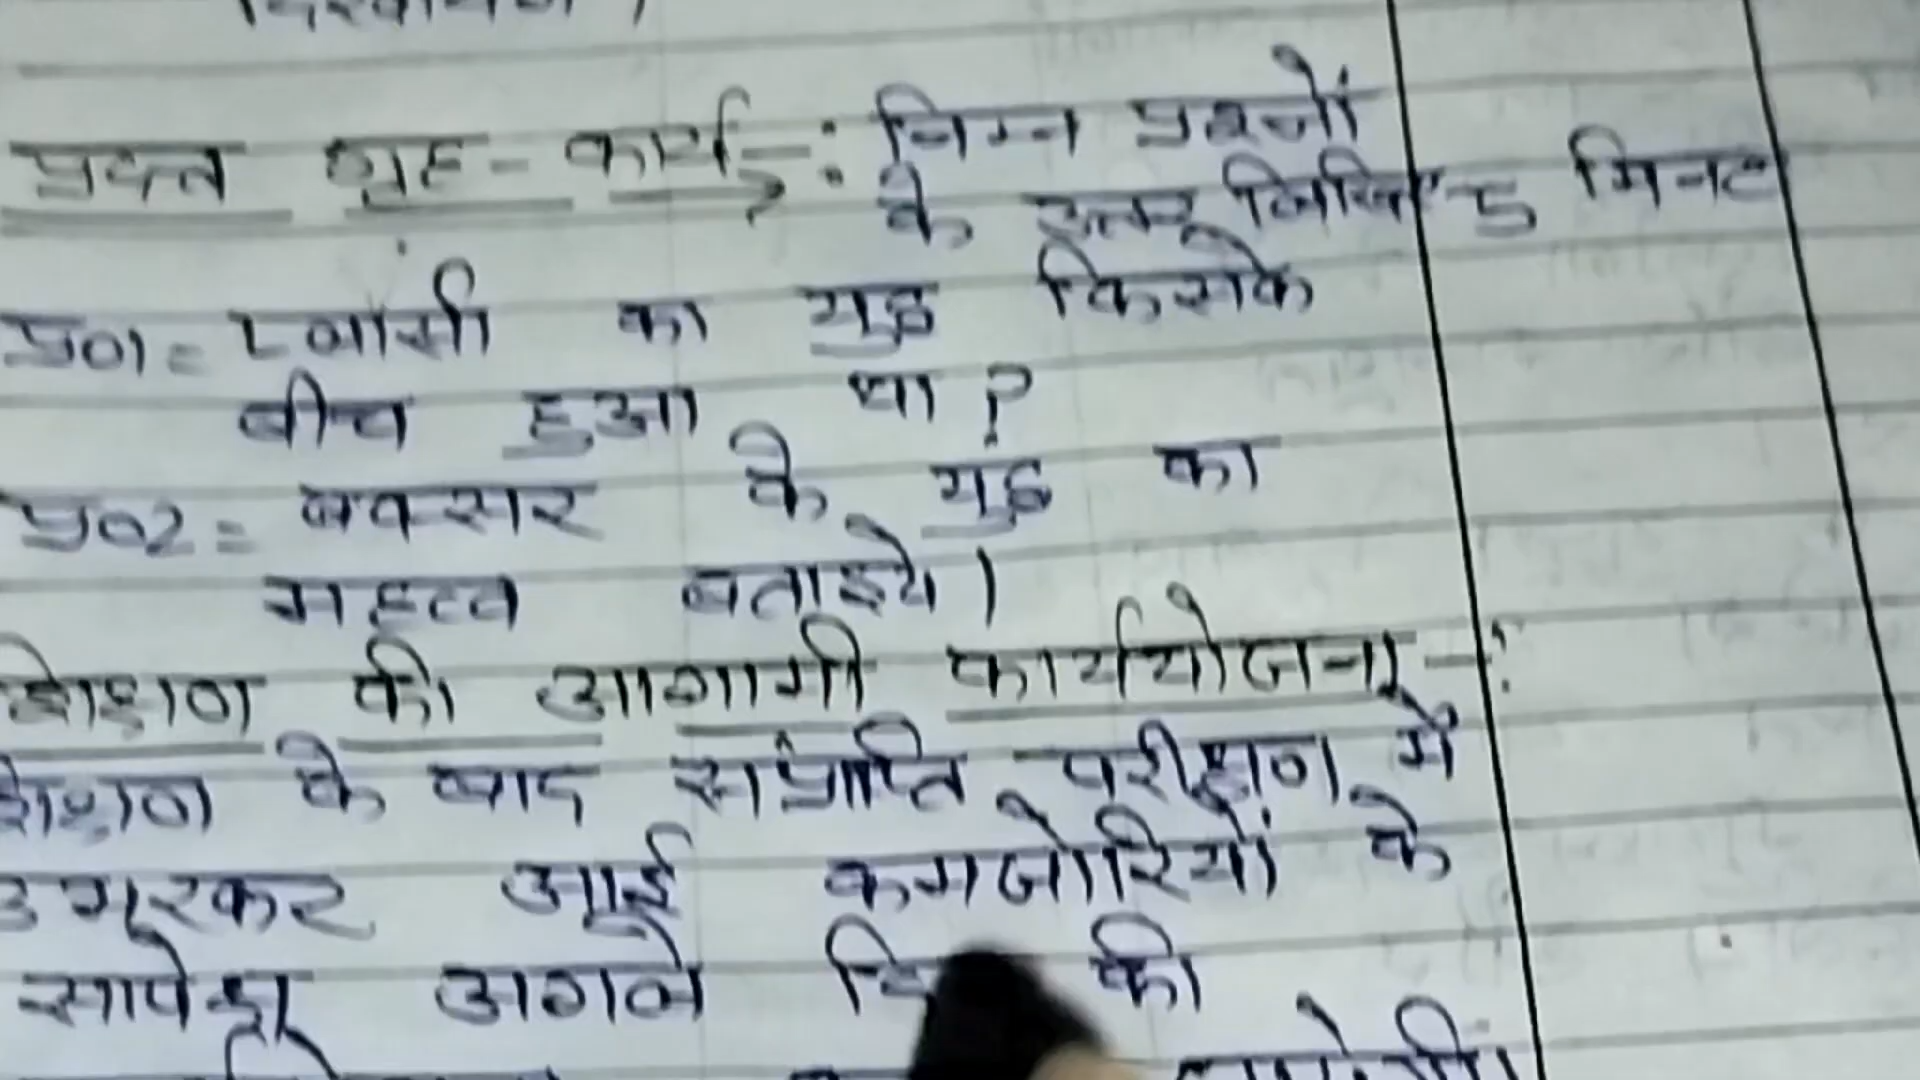 प्रदत्त गृह-कार्य -: निम्न प्रश्नों
के उत्तर लिखिए 5 मिनट
प्र01= प्लासी का युद्ध किसके
बीच हुआ था ?
प्र02= बक्सर के युद्ध का
महत्व बताइये।
शिक्षण की आगामी कार्ययोजना -:
शिक्षण के बाद संप्राप्ति परीक्षण में
उभरकर आई कमजोरियों के
सापेक्ष अगले की